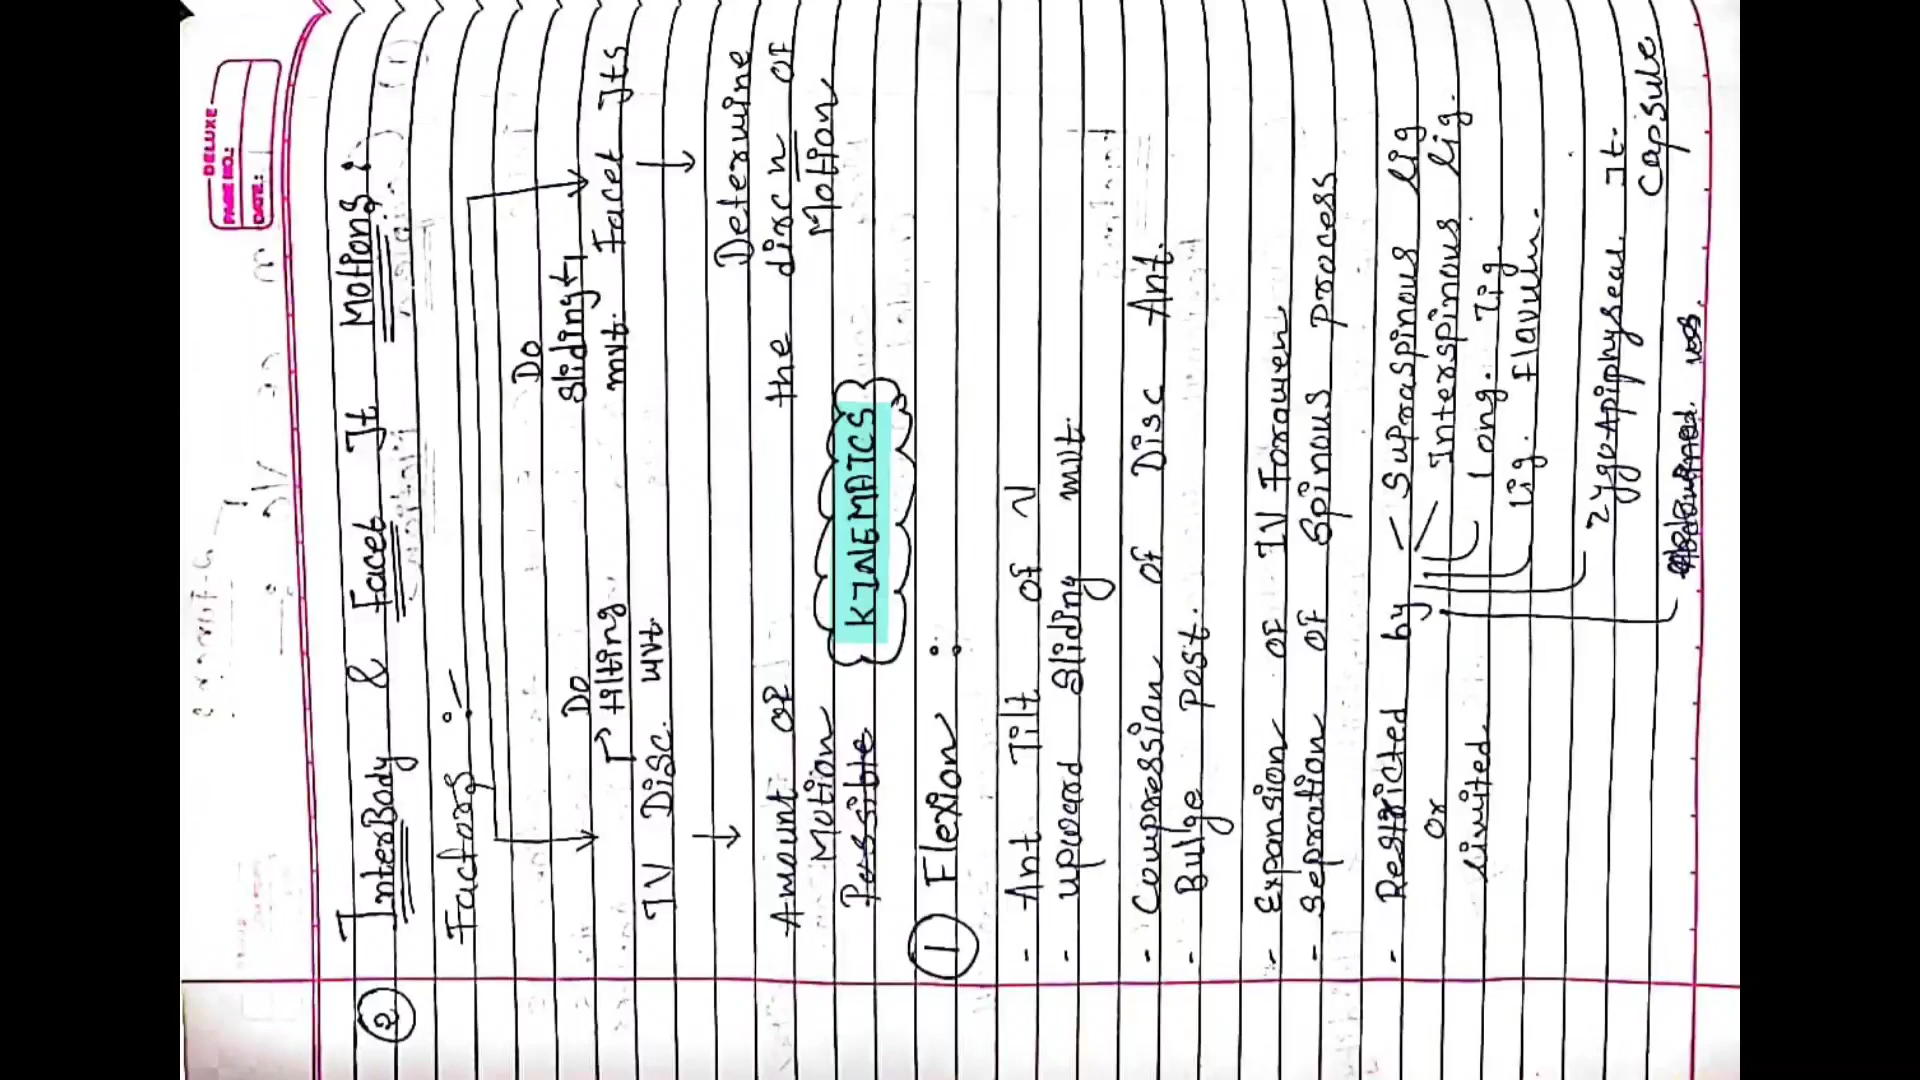 DELUXE
PAGE NO.:
DATE:
② InterBody & Facet Jt Motions:
Factors :-
Do
tilting
mvt.
IV Disc
Amount of
Motion
Possible
Do
sliding
mvt.
Facet Jts
Determine
the dirxn of
Motion
KINEMATICS
① Flexion :
- Ant Tilt of V
- upward sliding mvt.
- Compression of Disc Ant.
- Bulge Post.
- Expansion of IV Foramen
- Sepration of Spinous process
- Restricted by
or
limited
Supraspinous lig
Interspinous lig.
long. lig
lig. Flavum.
Zygoapiphyseal Jt.
Capsule